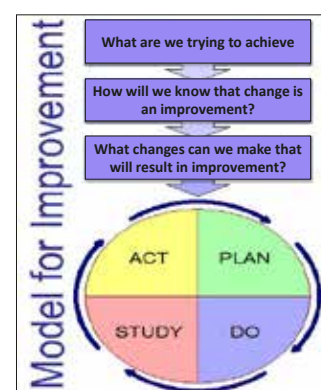 Model for Improvement
What are we trying to achieve
How will we know that change is
an improvement?
What changes can we make that
will result in improvement?
ACT
PLAN
STUDY
DO